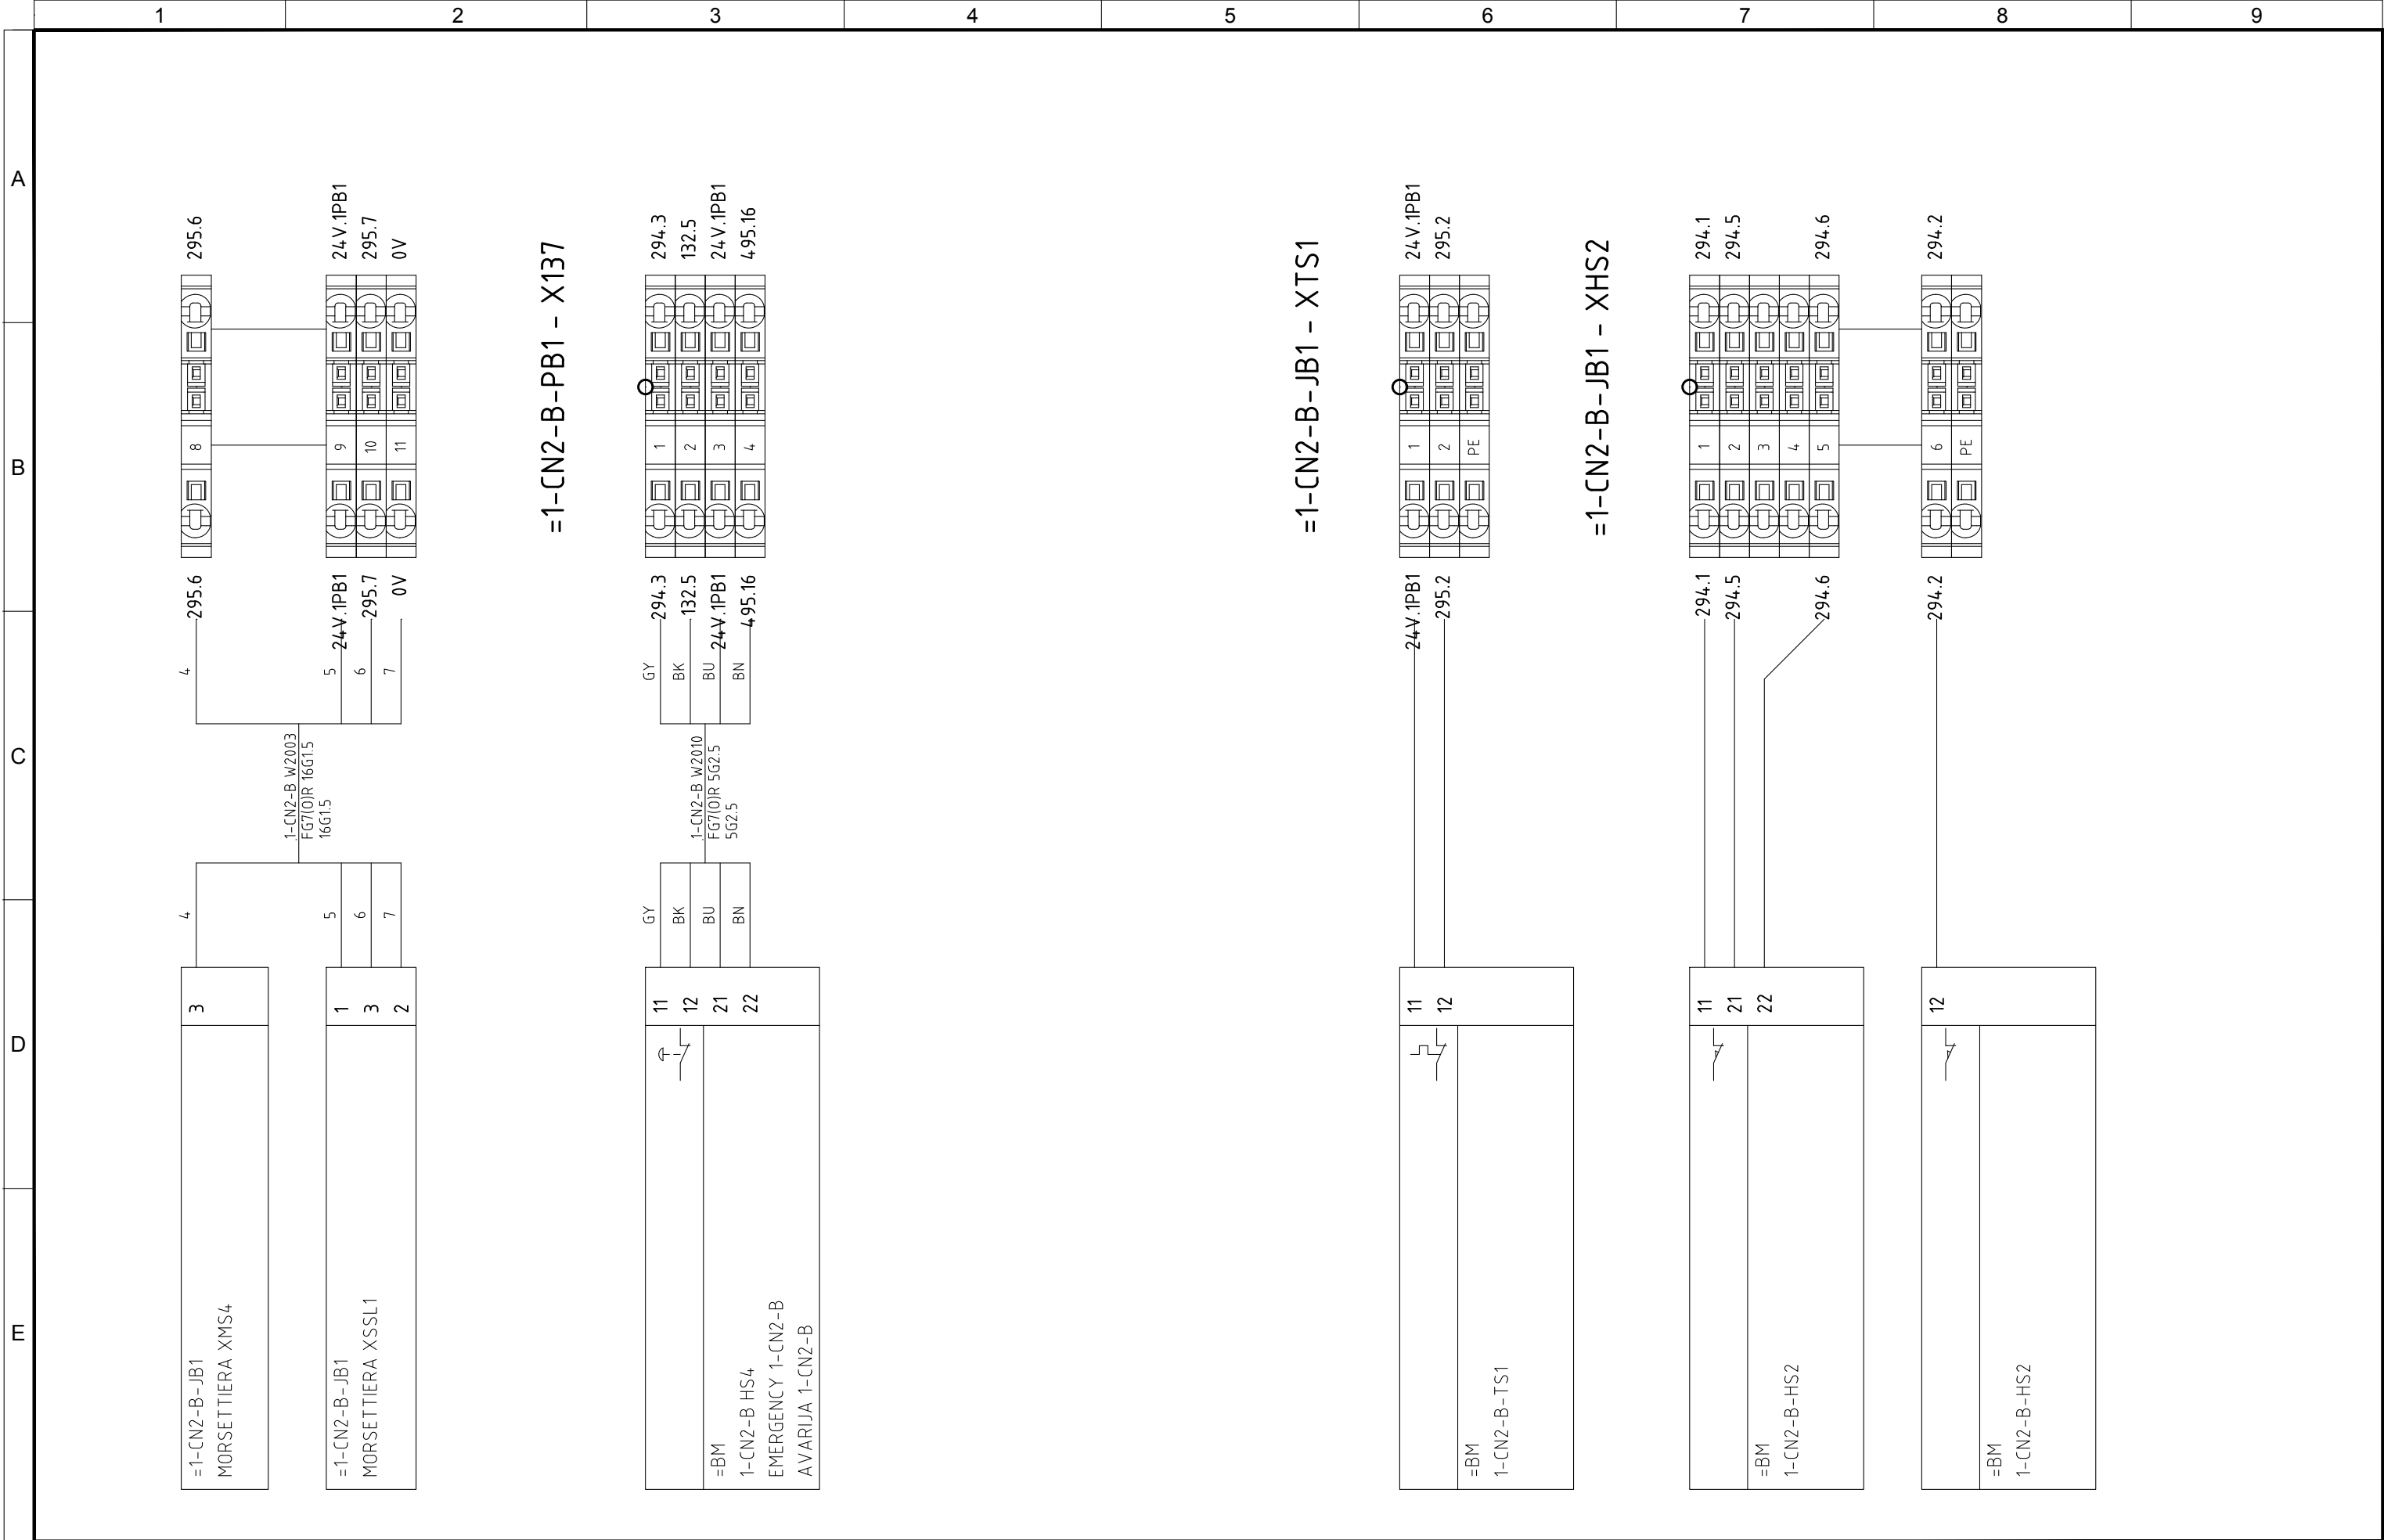 1 2 3 4 5 6 7 8 9
A
B
C
D
E
295.6
8
295.6
4
_1-CN2-B W2003
FG7(O)R 16G1.5
16G1.5
4
3
=1-CN2-B-JB1
MORSETTIERA XMS4
24V.1PB1
295.7
0V
9
10
11
24V.1PB1
295.7
0V
5
6
7
5
6
7
1
3
2
=1-CN2-B-JB1
MORSETTIERA XSSL1
=1-CN2-B-PB1 - X137
294.3
132.5
24V.1PB1
495.16
1
2
3
4
294.3
132.5
24V.1PB1
495.16
GY
BK
BU
BN
_1-CN2-B W2010
FG7(O)R 5G2.5
5G2.5
GY
BK
BU
BN
11
12
21
22
=BM
1-CN2-B HS4
EMERGENCY 1-CN2-B
AVARIJA 1-CN2-B
=1-CN2-B-JB1 - XTS1
24V.1PB1
295.2
1
2
PE
24V.1PB1
295.2
11
12
=BM
1-CN2-B-TS1
=1-CN2-B-JB1 - XHS2
294.1
294.5
294.6
1
2
3
4
5
294.1
294.5
294.6
11
21
22
=BM
1-CN2-B-HS2
294.2
6
PE
294.2
12
=BM
1-CN2-B-HS2